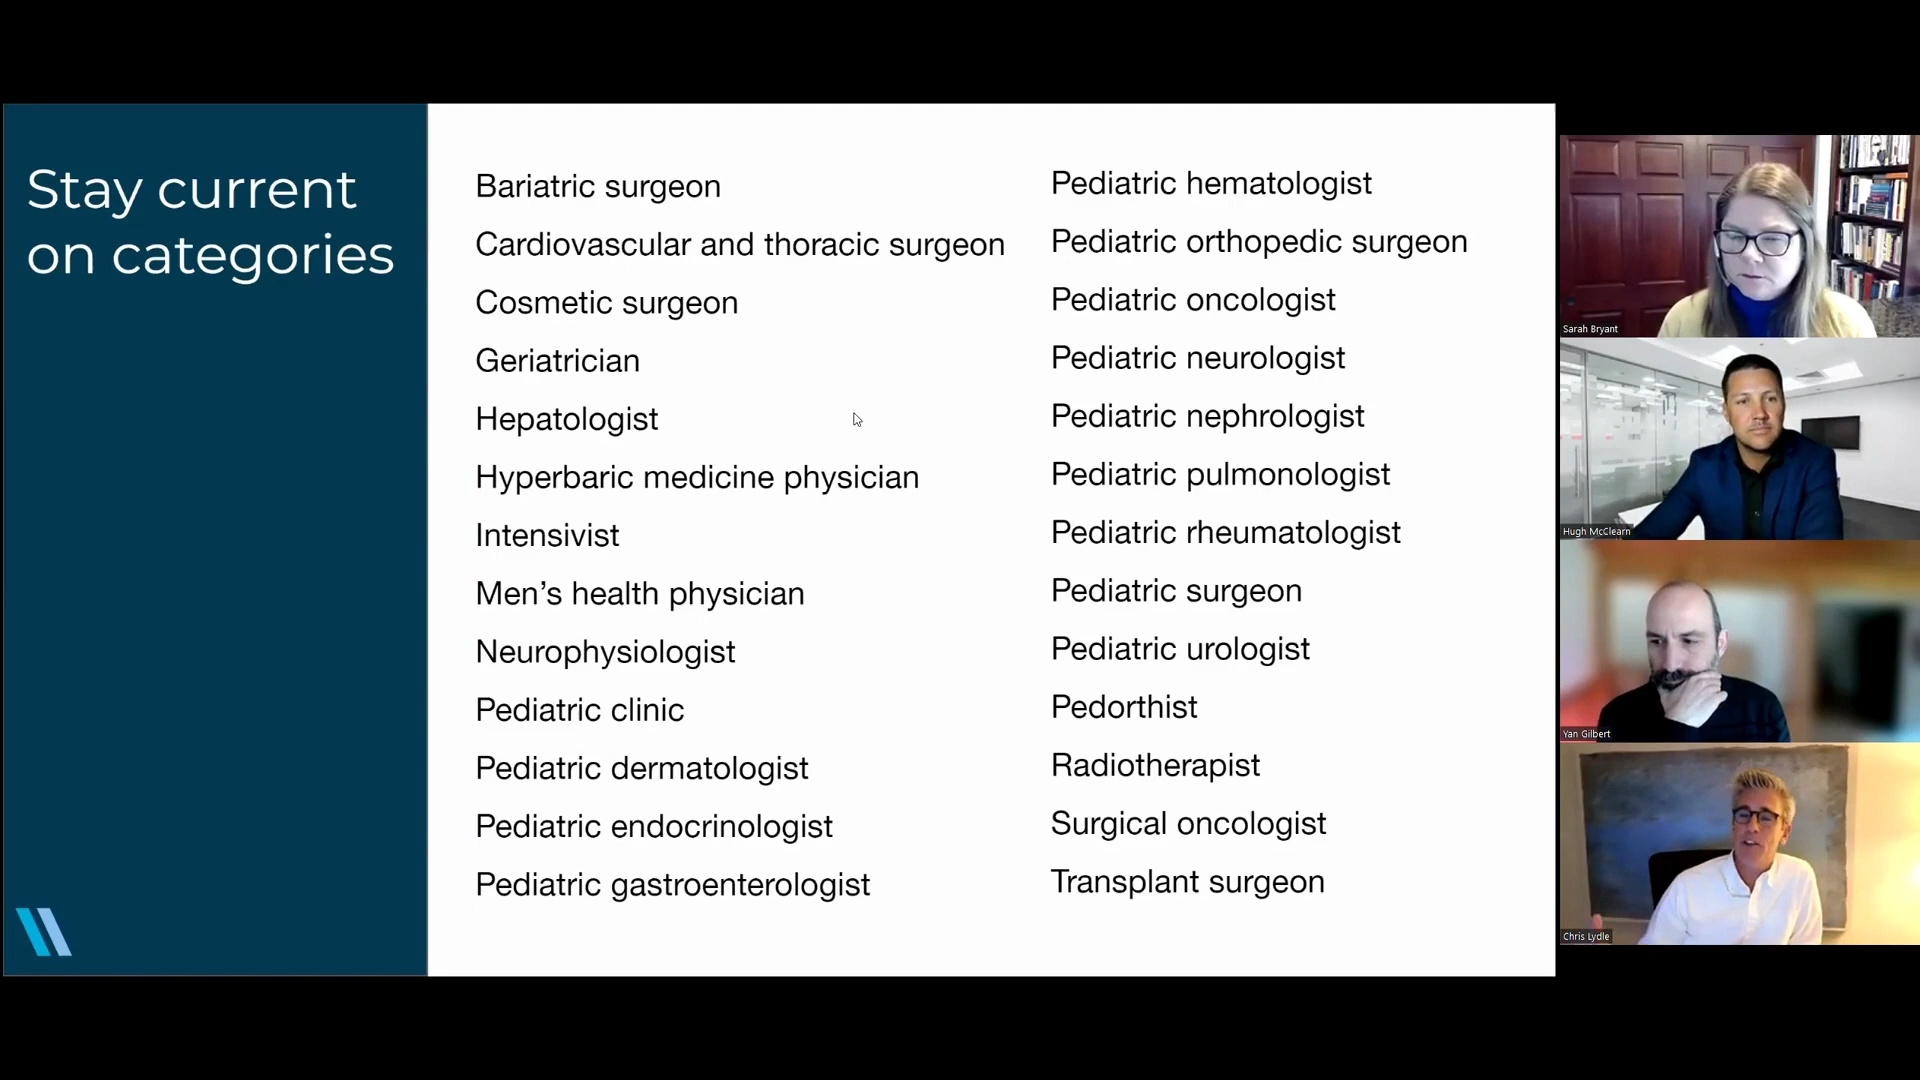 Stay current
on categories
Bariatric surgeon
Cardiovascular and thoracic surgeon
Cosmetic surgeon
Geriatrician
Hepatologist
Hyperbaric medicine physician
Intensivist
Men’s health physician
Neurophysiologist
Pediatric clinic
Pediatric dermatologist
Pediatric endocrinologist
Pediatric gastroenterologist
Pediatric hematologist
Pediatric orthopedic surgeon
Pediatric oncologist
Pediatric neurologist
Pediatric nephrologist
Pediatric pulmonologist
Pediatric rheumatologist
Pediatric surgeon
Pediatric urologist
Pedorthist
Radiotherapist
Surgical oncologist
Transplant surgeon
Sarah Bryant
Hugh McClearn
Yan Gilbert
Chris Lydle